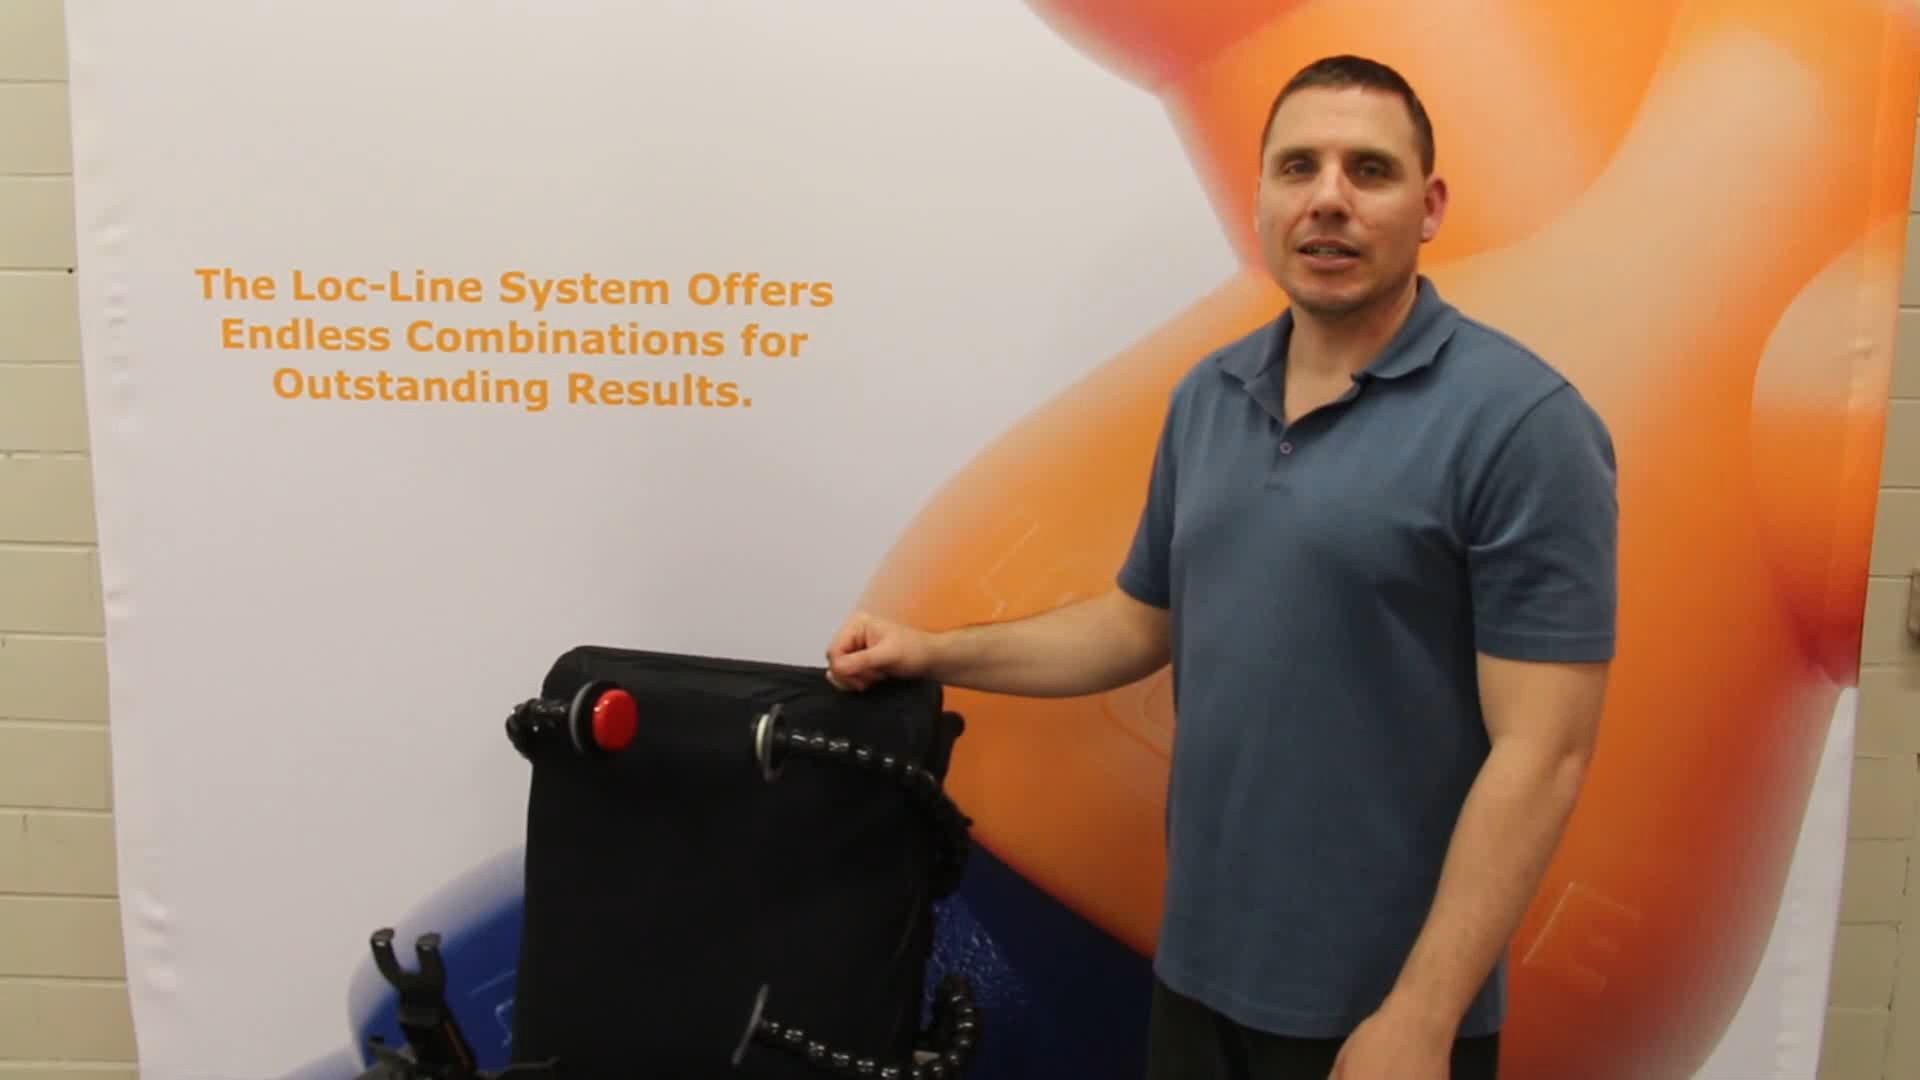 The Loc-Line System Offers
Endless Combinations for
Outstanding Results.